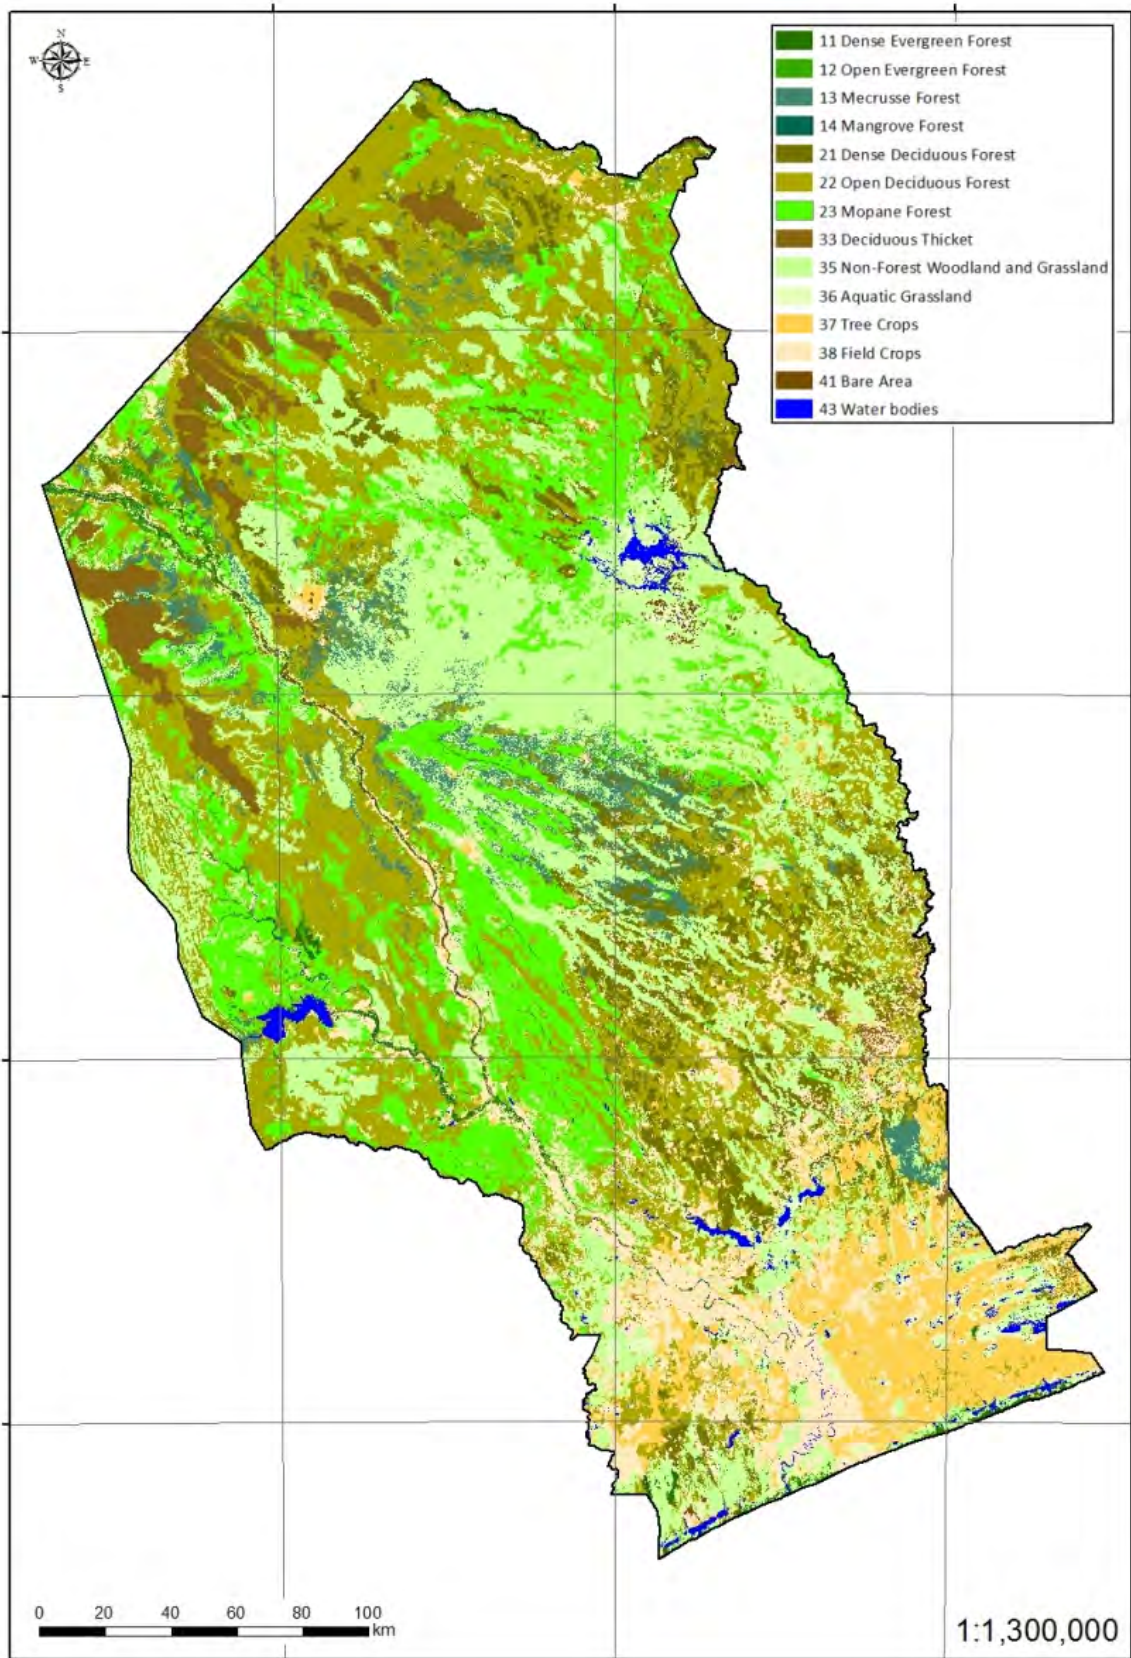 N
W E
S
11 Dense Evergreen Forest
12 Open Evergreen Forest
13 Mecrusse Forest
14 Mangrove Forest
21 Dense Deciduous Forest
22 Open Deciduous Forest
23 Mopane Forest
33 Deciduous Thicket
35 Non-Forest Woodland and Grassland
36 Aquatic Grassland
37 Tree Crops
38 Field Crops
41 Bare Area
43 Water bodies
0 20 40 60 80 100
km
1:1,300,000